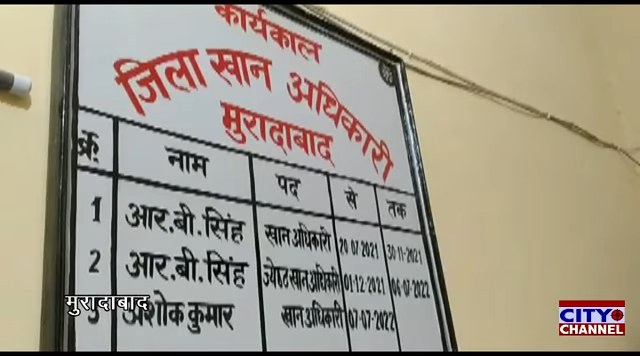 कार्यकाल
जिला खान अधिकारी
मुरादाबाद
क्र. नाम पद से तक
1 आर.बी.सिंह खान अधिकारी 20 07 2021 30-11-2021
2 आर.बी.सिंह ज्येष्ठ खान अधिकारी 01-12-2021 06-07-2022
3 अशोक कुमार खान अधिकारी 07-07-2022
मुरादाबाद
CITY
CHANNEL